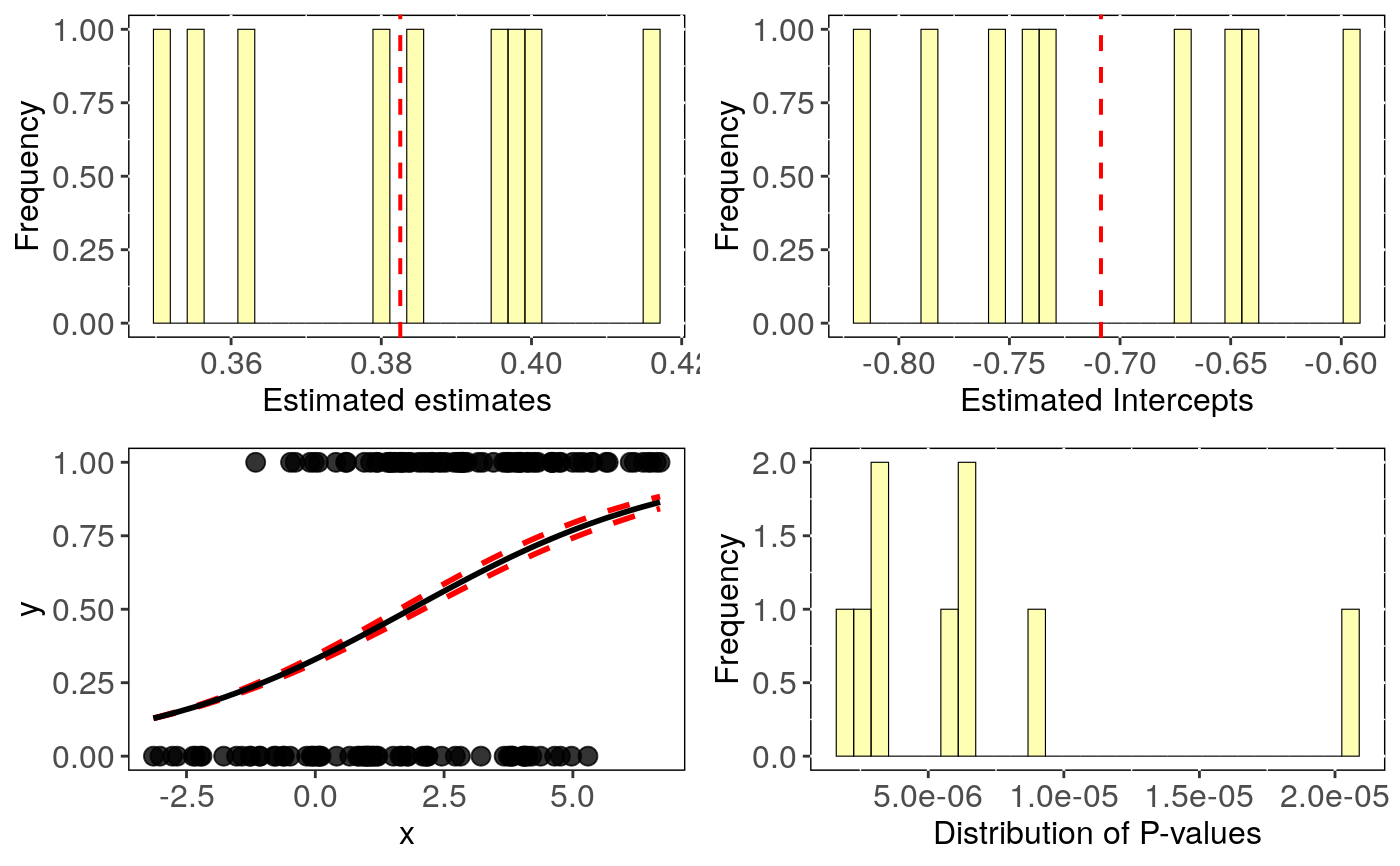 1.00
0.75
0.50
0.25
0.00
Frequency
0.36 0.38 0.40 0.42
Estimated estimates
1.00
0.75
0.50
0.25
0.00
Frequency
-0.80 -0.75 -0.70 -0.65 -0.60
Estimated Intercepts
1.00
0.75
0.50
0.25
0.00
y
-2.5 0.0 2.5 5.0
x
2.0
1.5
1.0
0.5
0.0
Frequency
5.0e-06 1.0e-05 1.5e-05 2.0e-05
Distribution of P-values